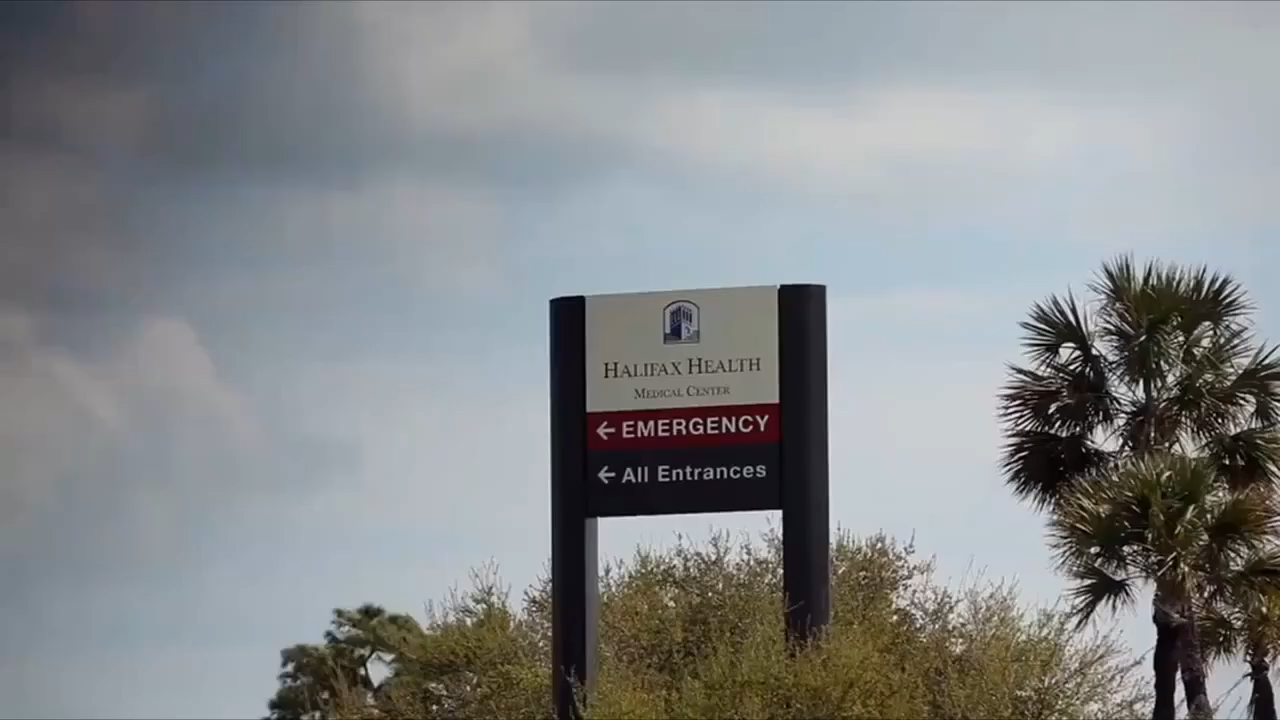 HALIFAX HEALTH
MEDICAL CENTER
← EMERGENCY
← All Entrances